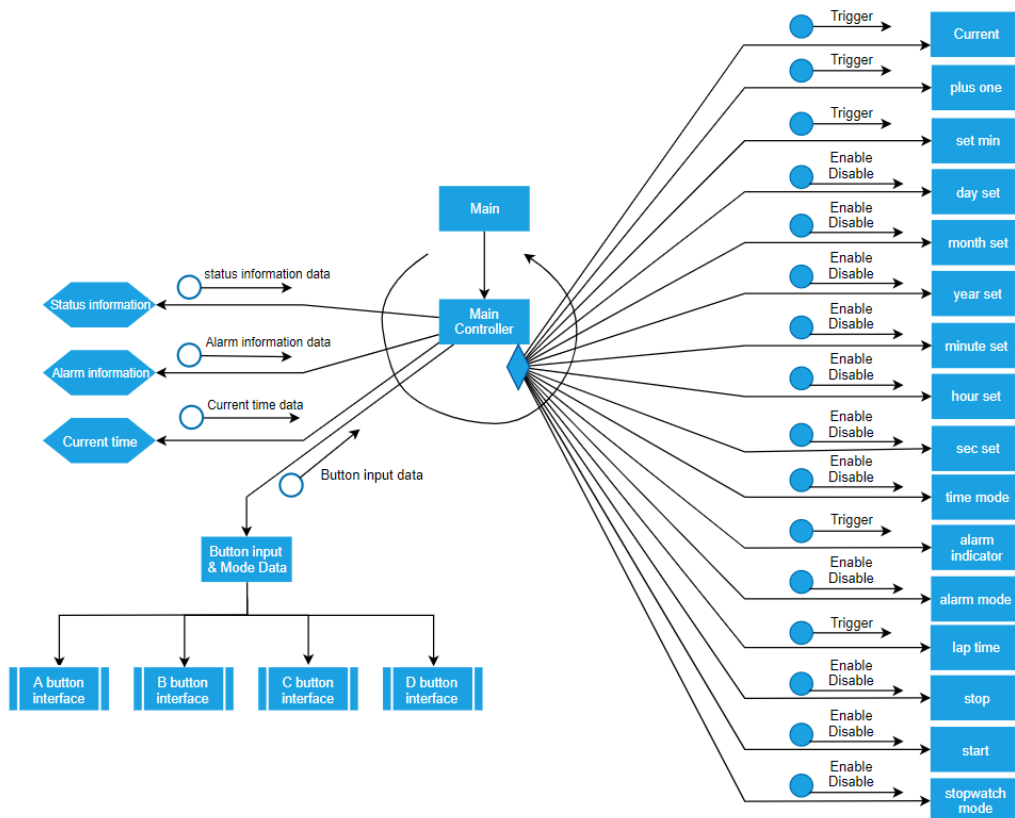 Trigger
Current
Trigger
plus one
Trigger
set min
Enable
Disable
day set
Enable
Disable
month set
Enable
Disable
year set
Enable
Disable
minute set
Enable
Disable
hour set
Enable
Disable
sec set
Enable
Disable
time mode
Trigger
alarm
indicator
Enable
Disable
alarm mode
Trigger
lap time
Enable
Disable
stop
Enable
Disable
start
Enable
Disable
stopwatch
mode
Main
Main
Controller
status information data
Status information
Alarm information data
Alarm information
Current time data
Current time
Button input data
Button input
& Mode Data
A button
interface
B button
interface
C button
interface
D button
interface